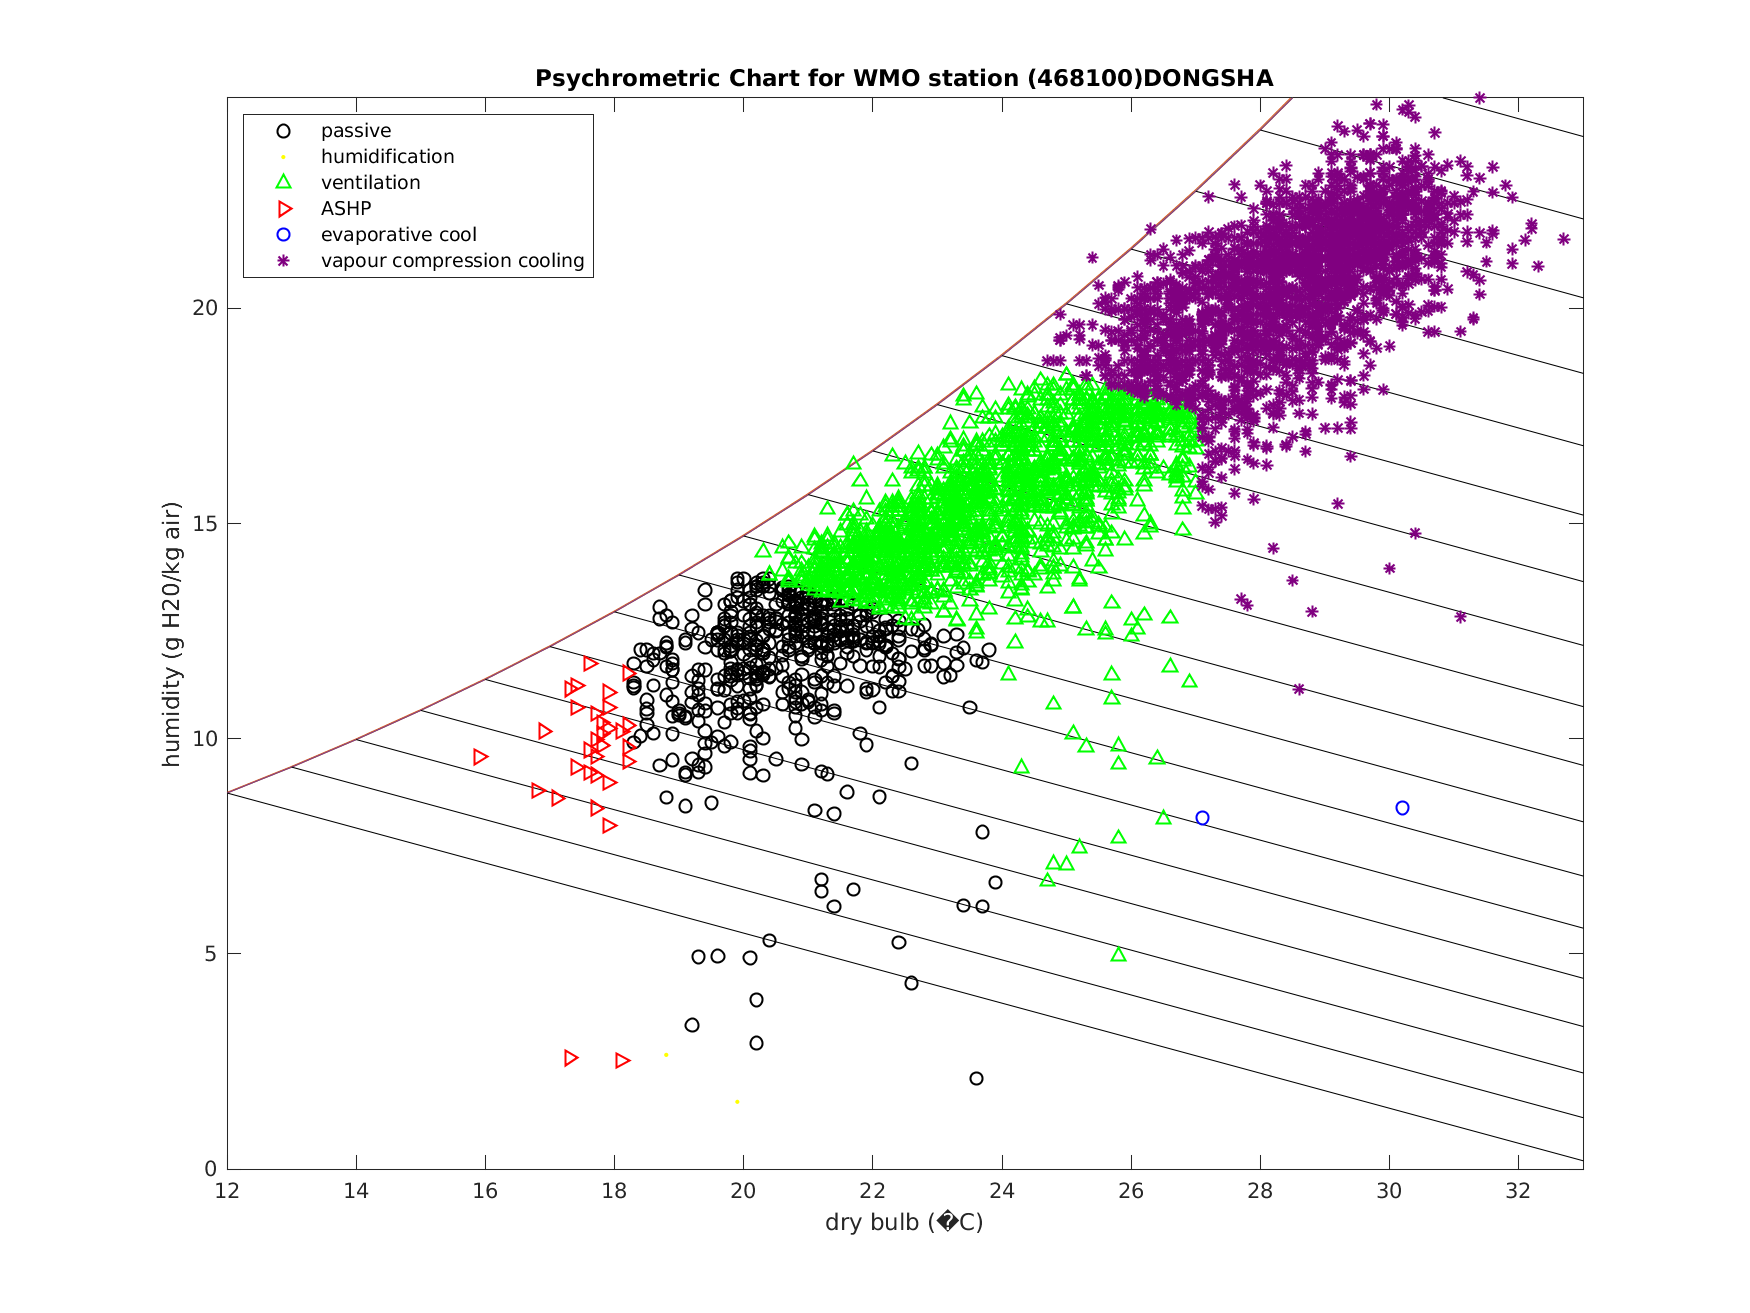 Psychrometric Chart for WMO station (468100)DONGSHA
passive
humidification
ventilation
ASHP
evaporative cool
vapour compression cooling
humidity (g H20/kg air)
20
15
10
5
0
12 14 16 18 20 22 24 26 28 30 32
dry bulb (�C)